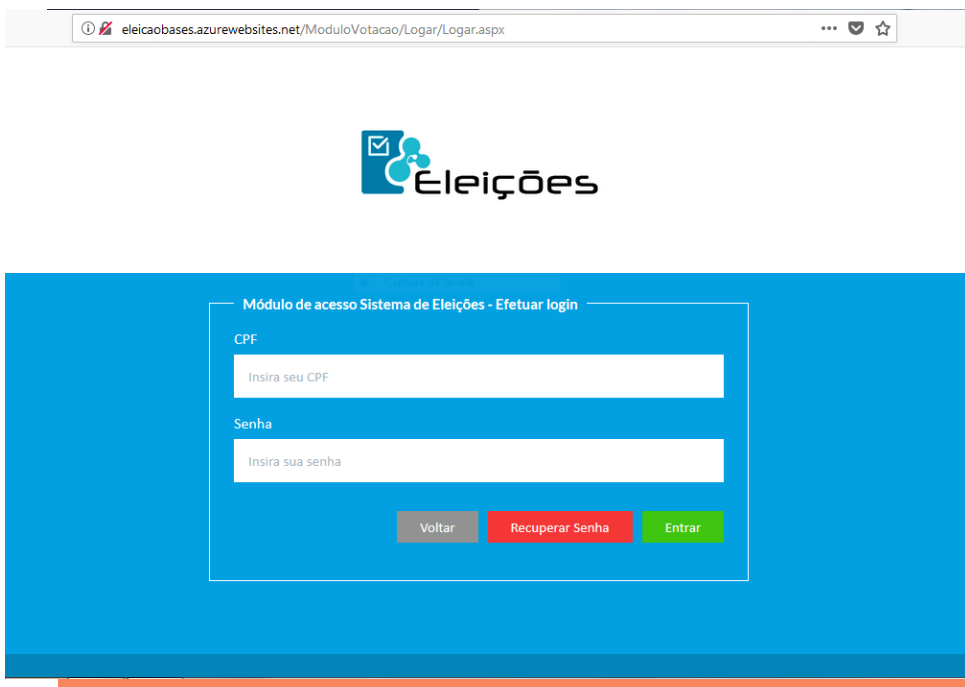 eleicaobases.azurewebsites.net/ModuloVotacao/Logar/Logar.aspx
Eleições
Módulo de acesso Sistema de Eleições - Efetuar login
CPF
Insira seu CPF
Senha
Insira sua senha
Voltar
Recuperar Senha
Entrar